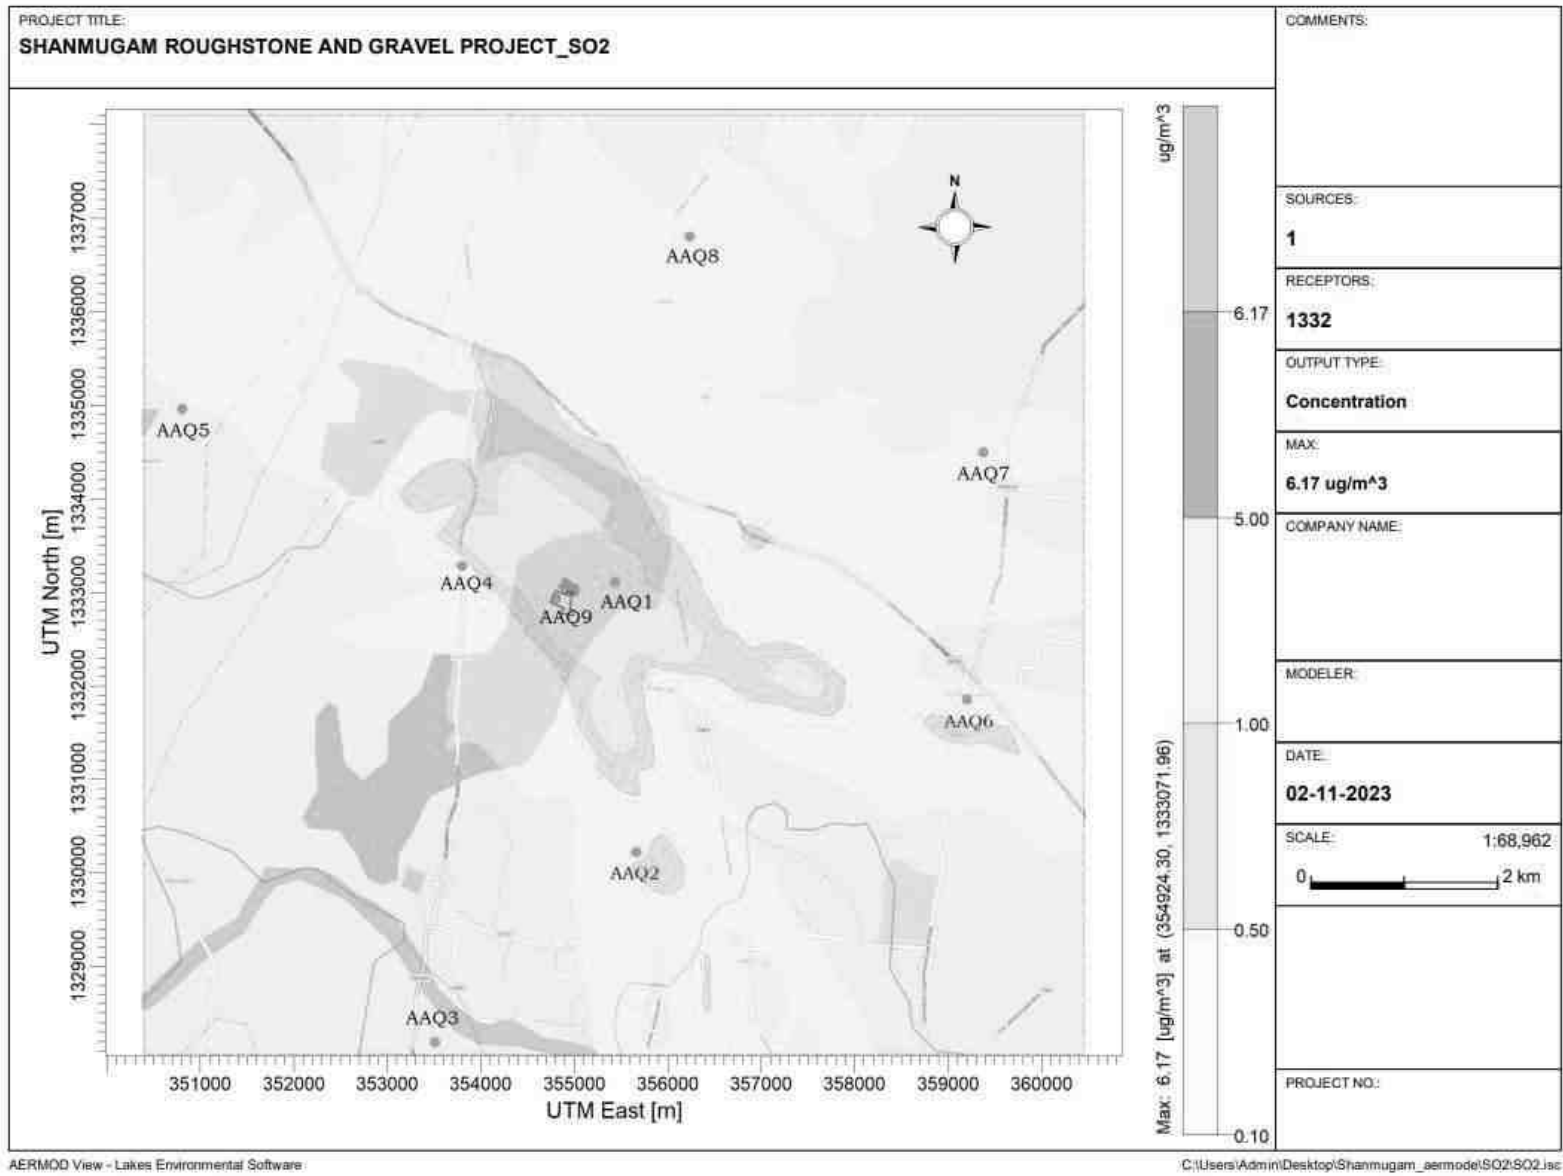 PROJECT TITLE:
SHANMUGAM ROUGHSTONE AND GRAVEL PROJECT_SO2
COMMENTS:
SOURCES:
1
RECEPTORS:
1332
OUTPUT TYPE:
Concentration
MAX:
6.17 ug/m^3
COMPANY NAME:
MODELER:
DATE:
02-11-2023
SCALE:
1:68,962
0
2 km
PROJECT NO.:
UTM North [m]
1337000
1336000
1335000
1334000
1333000
1332000
1331000
1330000
1329000
N
AAQ8
AAQ5
AAQ7
AAQ4
AAQ9
AAQ1
AAQ6
AAQ2
AAQ3
351000 352000 353000 354000 355000 356000 357000 358000 359000 360000
UTM East [m]
ug/m^3
6.17
5.00
1.00
0.50
0.10
Max: 6.17 [ug/m^3] at (354924.30, 1333071.96)
AERMOD View - Lakes Environmental Software
C:\Users\Admin\Desktop\Shanmugam_aermode\SO2\SO2.isc